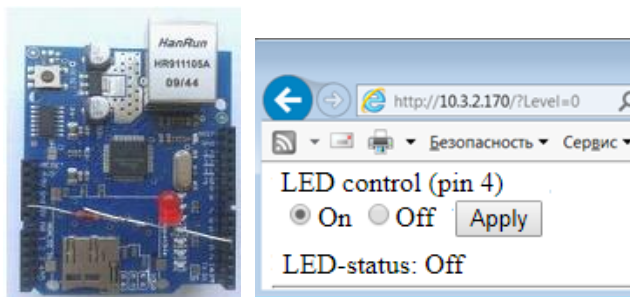 HanRun
HR911105A
09/44
http://10.3.2.170/?Level=0
Безопасность
Сервис
LED control (pin 4)
On Off Apply
LED-status: Off